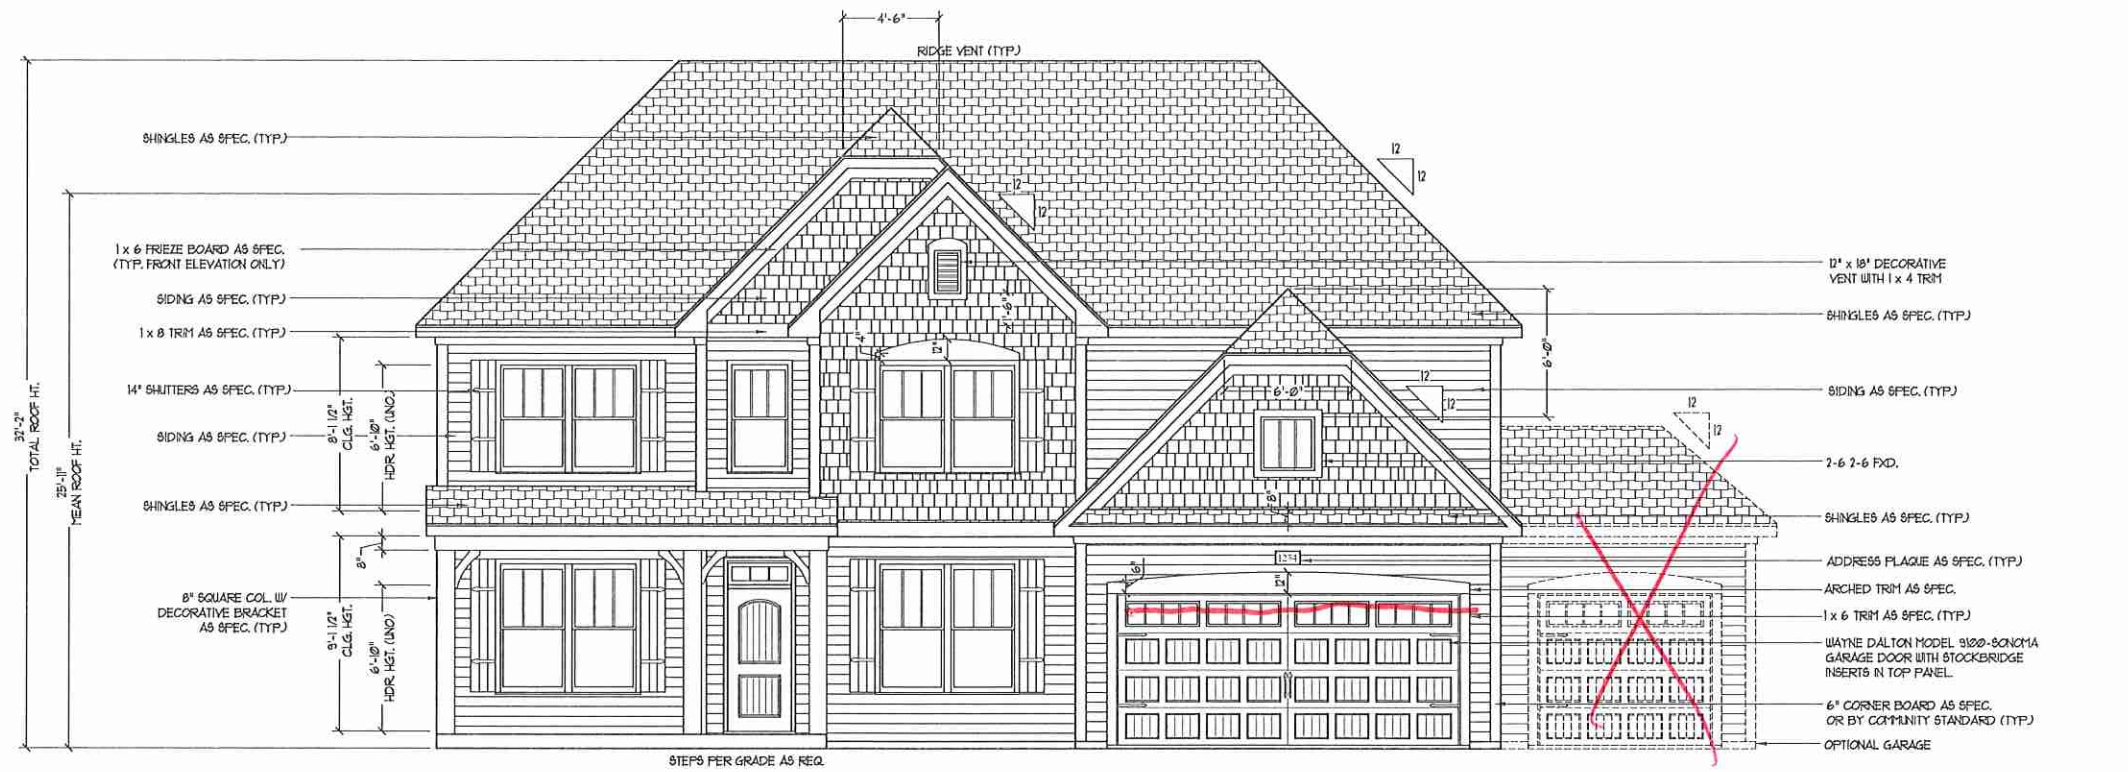 4'-6"
RIDGE VENT (TYP.)
SHINGLES AS SPEC. (TYP.)
12
12
12
12
1 x 6 FRIEZE BOARD AS SPEC.
(TYP. FRONT ELEVATION ONLY)
12" x 18" DECORATIVE
VENT WITH 1 x 4 TRIM
SIDING AS SPEC. (TYP.)
SHINGLES AS SPEC. (TYP.)
1'-6"
1 x 8 TRIM AS SPEC. (TYP.)
4"
12"
6'-0"
14" SHUTTERS AS SPEC. (TYP.)
6'-0"
12
12
SIDING AS SPEC. (TYP.)
32'-2"
TOTAL ROOF HT.
25'-11"
MEAN ROOF HT.
8'-1 1/2"
CLG. HGT.
6'-10"
HDR. HGT. (UNO.)
12
12
SIDING AS SPEC. (TYP.)
2-6 2-6 FXD.
SHINGLES AS SPEC. (TYP.)
8"
SHINGLES AS SPEC. (TYP.)
8"
1234
ADDRESS PLAQUE AS SPEC. (TYP.)
6"
12"
ARCHED TRIM AS SPEC.
8" SQUARE COL. W/
DECORATIVE BRACKET
AS SPEC. (TYP.)
9'-1 1/2"
CLG. HGT.
6'-10"
HDR. HGT. (UNO.)
1 x 6 TRIM AS SPEC. (TYP.)
WAYNE DALTON MODEL 9100-SONOMA
GARAGE DOOR WITH STOCKBRIDGE
INSERTS IN TOP PANEL.
6" CORNER BOARD AS SPEC.
OR BY COMMUNITY STANDARD (TYP.)
OPTIONAL GARAGE
STEPS PER GRADE AS REQ.